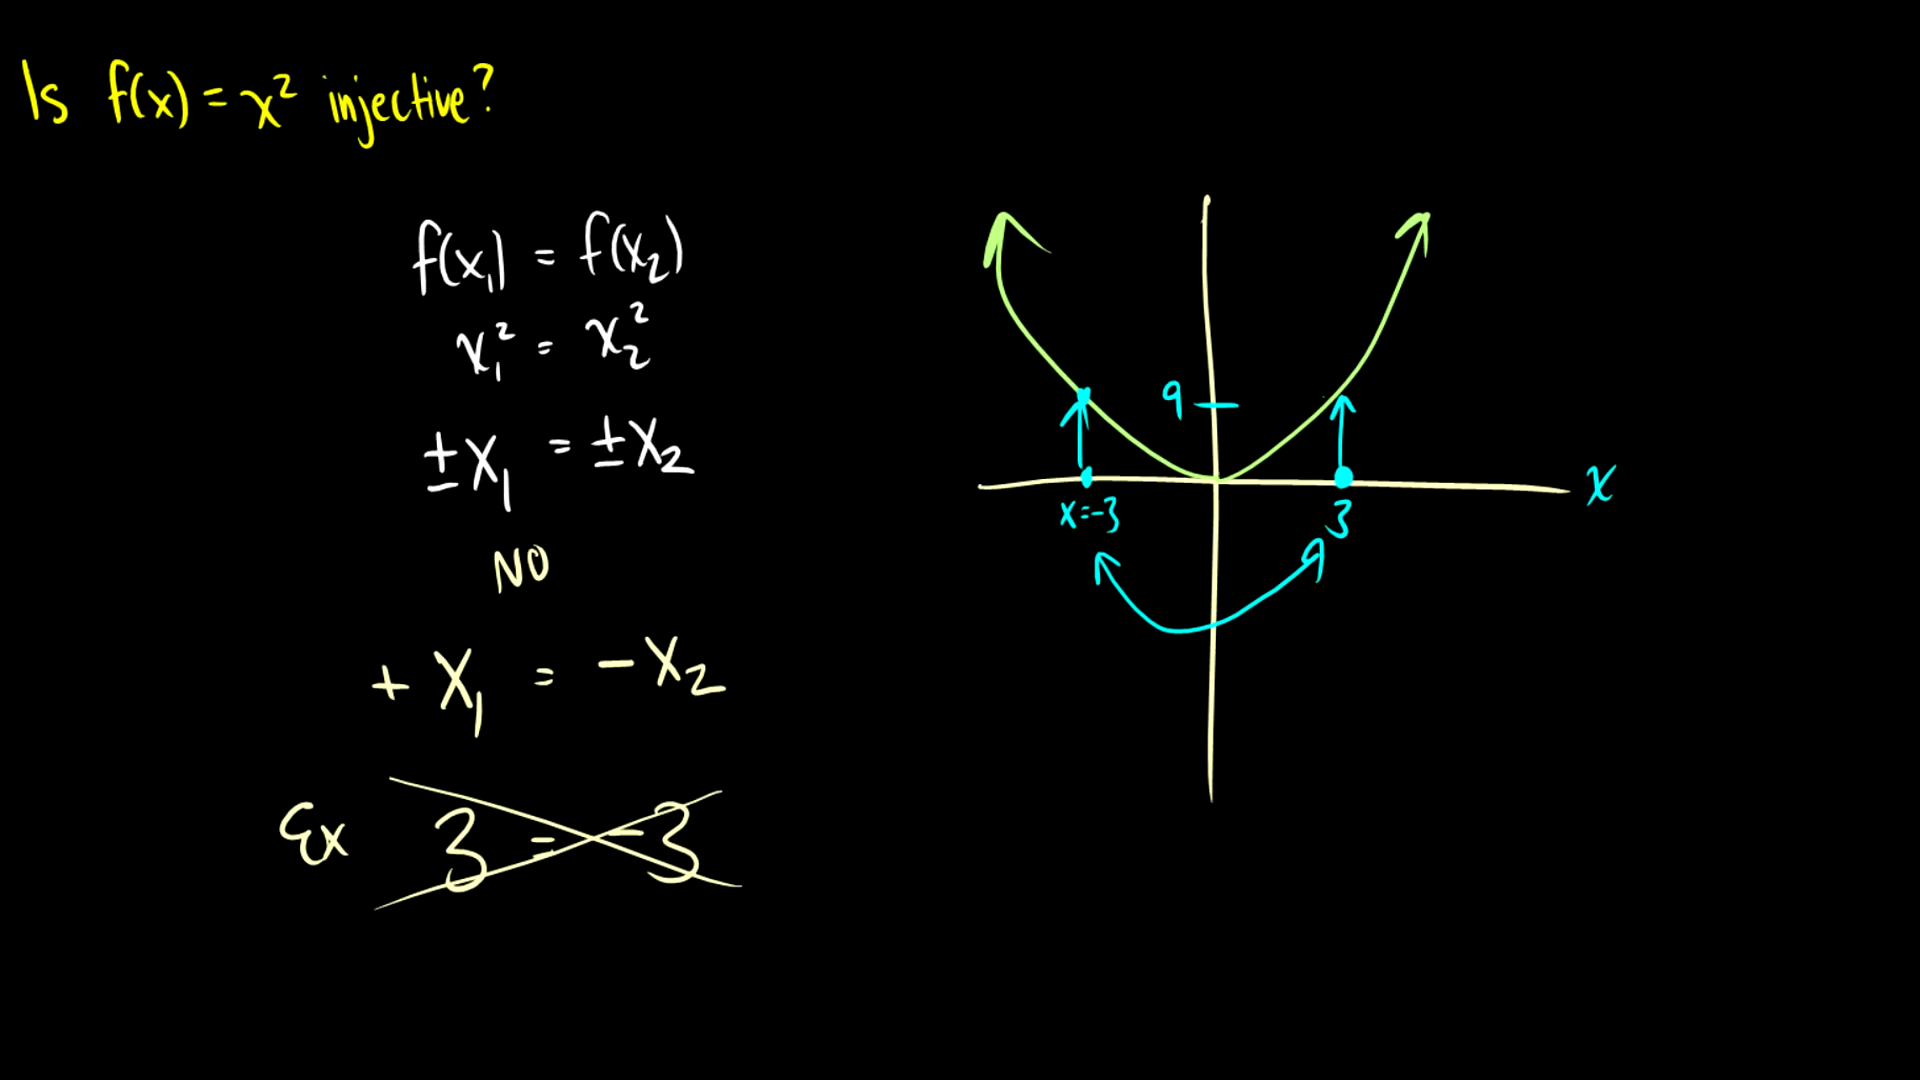 Is f(x) = x² injective?
f(x₁) = f(x₂)
x₁² = x₂²
±x₁ = ±x₂
NO
+ x₁ = - x₂
Ex 3 = -3
9
x
x=-3
3